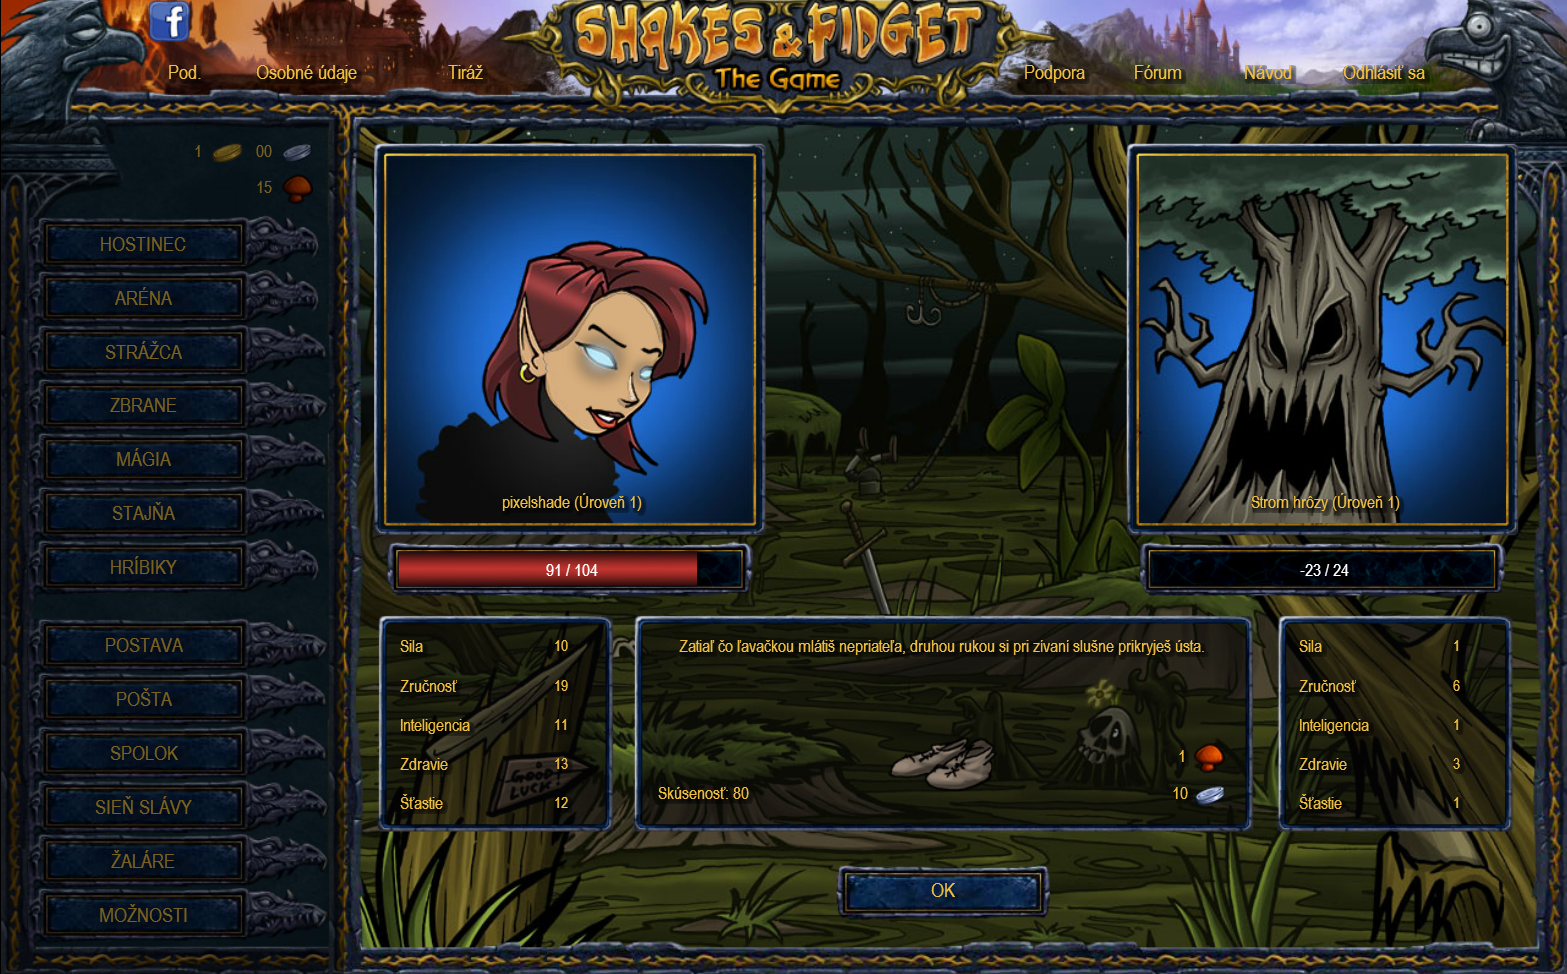 SHAKES & FIDGET
The Game
Pod.
Osobné údaje
Tiráž
Podpora
Fórum
Návod
Odhlásiť sa
1 00
15
HOSTINEC
ARÉNA
STRÁŽCA
ZBRANE
MÁGIA
STAJŇA
HRÍBIKY
POSTAVA
POŠTA
SPOLOK
SIEŇ SLÁVY
ŽALÁRE
MOŽNOSTI
pixelshade (Úroveň 1)
91 / 104
Sila 10
Zručnosť 19
Inteligencia 11
Zdravie 13
Šťastie 12
GOOD
LUCK
Zatiaľ čo ľavačkou mlátiš nepriateľa, druhou rukou si pri zívaní slušne prikryješ ústa.
1
Skúsenosť: 80
10
OK
Strom hrôzy (Úroveň 1)
-23 / 24
Sila 1
Zručnosť 6
Inteligencia 1
Zdravie 3
Šťastie 1